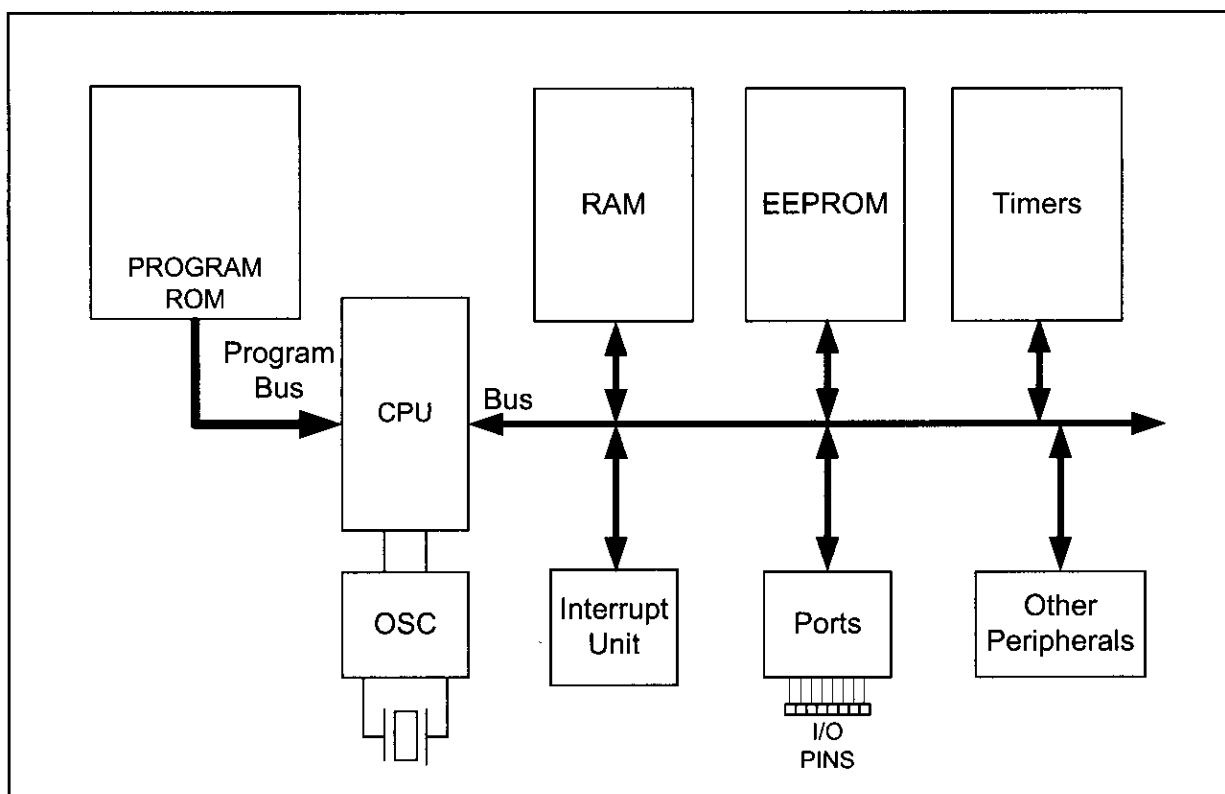 RAM
EEPROM
Timers
PROGRAM
ROM
Program
Bus
CPU
Bus
OSC
Interrupt
Unit
Ports
Other
Peripherals
I/O
PINS